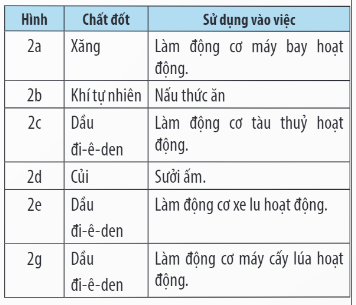 Hình Chất đốt Sử dụng vào việc
2a Xăng Làm động cơ máy bay hoạt
động.
2b Khí tự nhiên Nấu thức ăn
2c Dầu Làm động cơ tàu thuỷ hoạt
đi-ê-den động.
2d Củi Sưởi ấm.
2e Dầu Làm động cơ xe lu hoạt động.
đi-ê-den
2g Dầu Làm động cơ máy cấy lúa hoạt
đi-ê-den động.